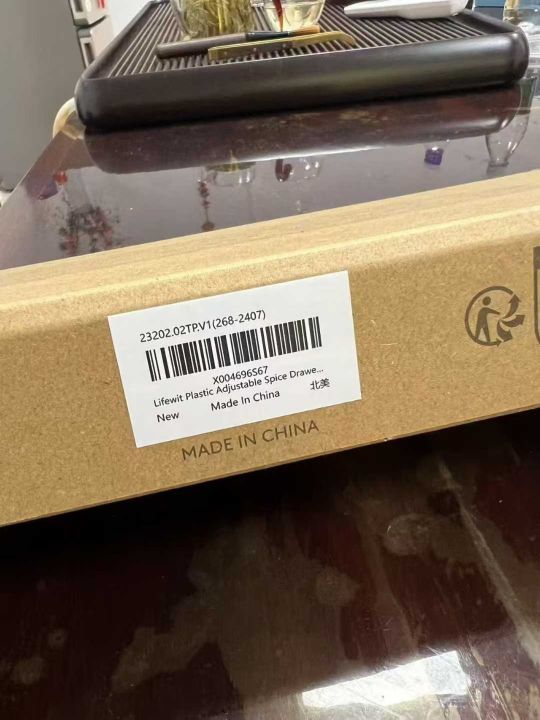 23202.02TP.V1(268-2407)
X004696S67
Lifewit Plastic Adjustable Spice Drawe...
New Made In China 北美
MADE IN CHINA